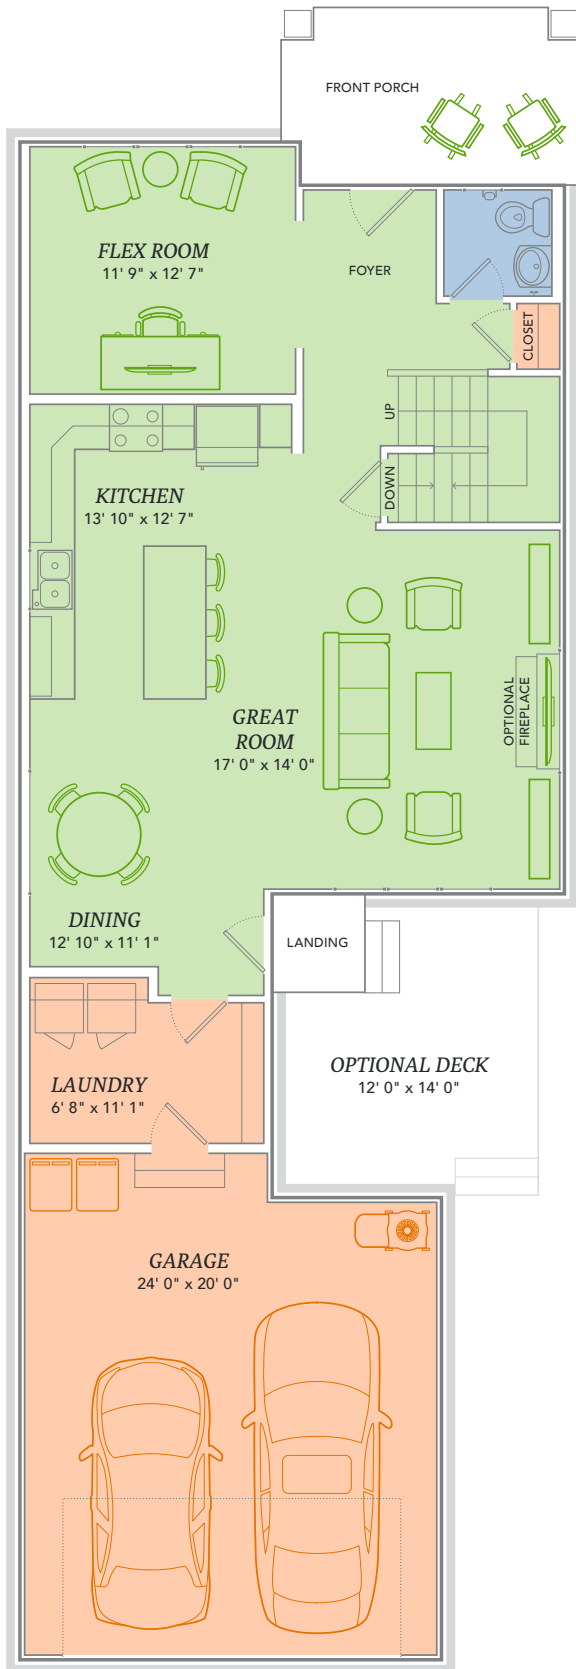 FRONT PORCH
FLEX ROOM
11' 9" x 12' 7"
FOYER
CLOSET
UP
DOWN
KITCHEN
13' 10" x 12' 7"
GREAT
ROOM
17' 0" x 14' 0"
OPTIONAL
FIREPLACE
DINING
12' 10" x 11' 1"
LANDING
OPTIONAL DECK
12' 0" x 14' 0"
LAUNDRY
6' 8" x 11' 1"
GARAGE
24' 0" x 20' 0"